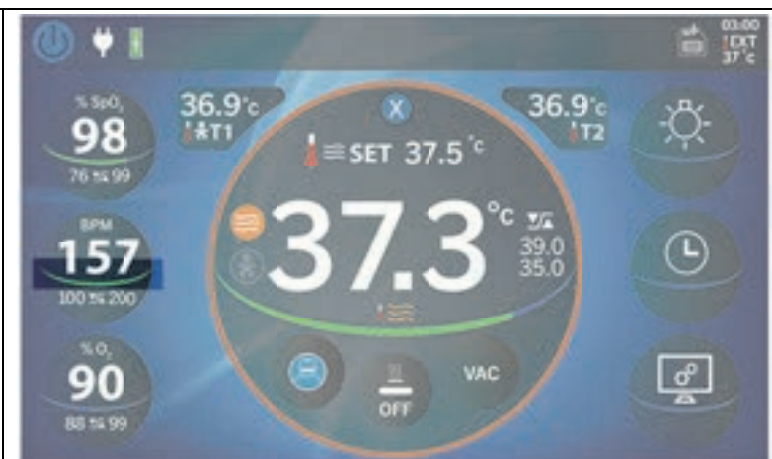 03:00
EXT
37°c
% SpO₂
98
76 99
36.9°c
T1
X
SET 37.5°c
36.9°c
T2
BPM
157
100 200
37.3°c
39.0
35.0
% O₂
90
88 99
OFF
VAC